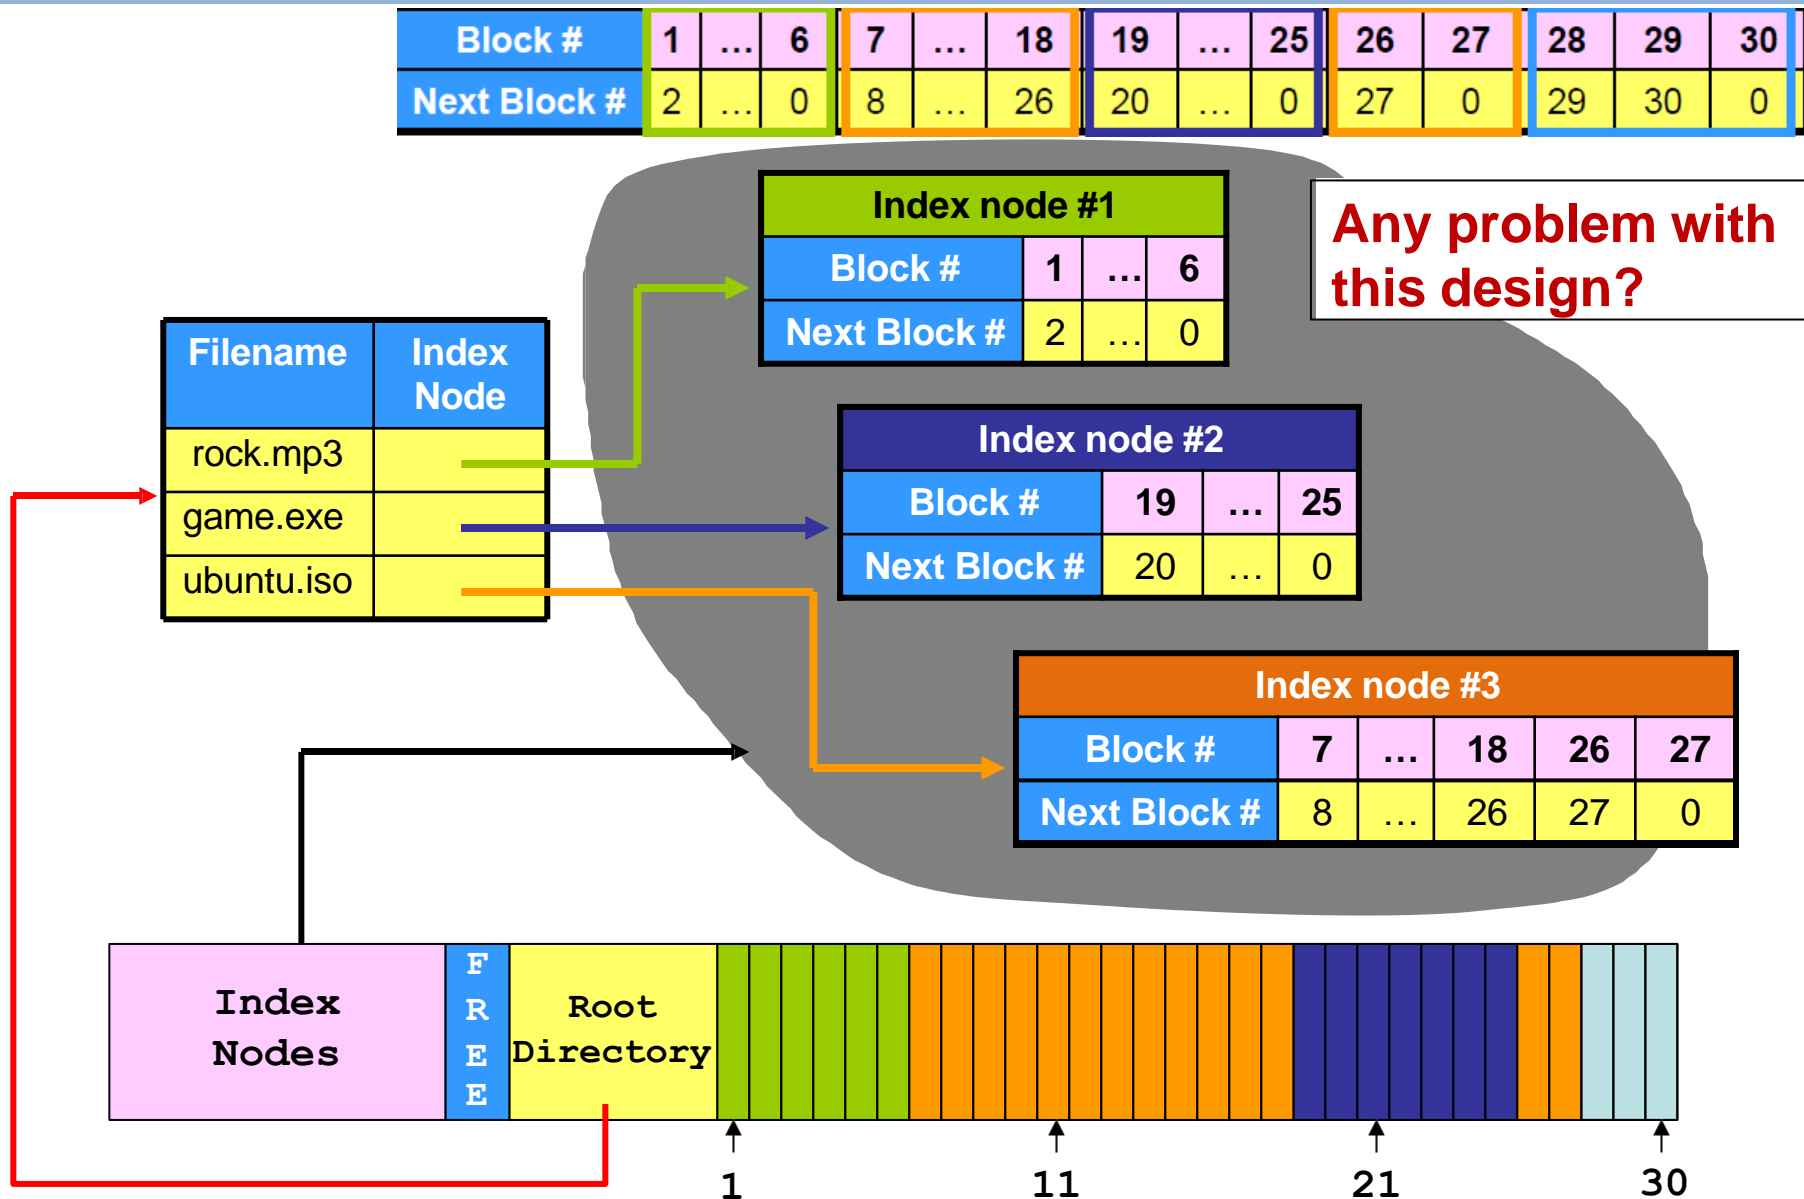 Block # 1 ... 6 7 ... 18 19 ... 25 26 27 28 29 30
Next Block # 2 ... 0 8 ... 26 20 ... 0 27 0 29 30 0
Any problem with
this design?
Index node #1
Block # 1 ... 6
Next Block # 2 ... 0
Filename Index
Node
rock.mp3
game.exe
ubuntu.iso
Index node #2
Block # 19 ... 25
Next Block # 20 ... 0
Index node #3
Block # 7 ... 18 26 27
Next Block # 8 ... 26 27 0
Index
Nodes
F
R
E
E
Root
Directory
1 11 21 30